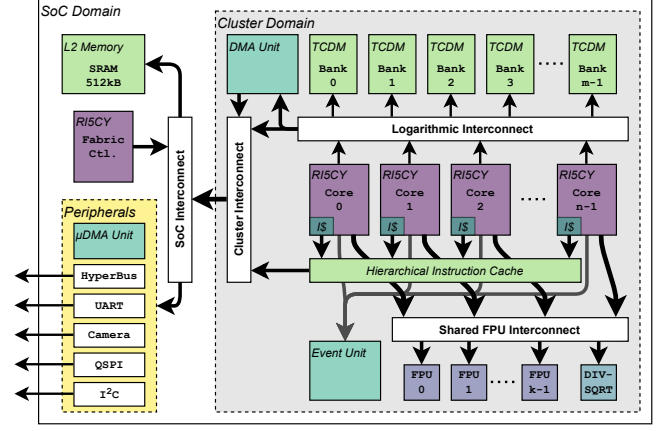 SoC Domain
L2 Memory
SRAM
512kB
RI5CY
Fabric
Ctl.
SoC Interconnect
Peripherals
µDMA Unit
HyperBus
UART
Camera
QSPI
I²C
Cluster Domain
DMA Unit
TCDM
Bank
0
TCDM
Bank
1
TCDM
Bank
2
TCDM
Bank
3
TCDM
Bank
m-1
Logarithmic Interconnect
Cluster Interconnect
RI5CY
Core
0
I$
RI5CY
Core
1
I$
RI5CY
Core
2
I$
RI5CY
Core
n-1
I$
Hierarchical Instruction Cache
Shared FPU Interconnect
Event Unit
FPU
0
FPU
1
FPU
k-1
DIV-
SQRT